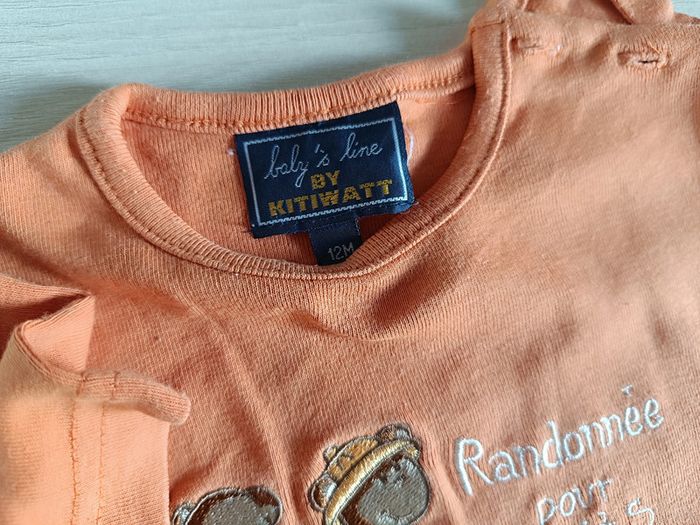 baby's line
BY
KITIWATT
12M
Randonnée
pour